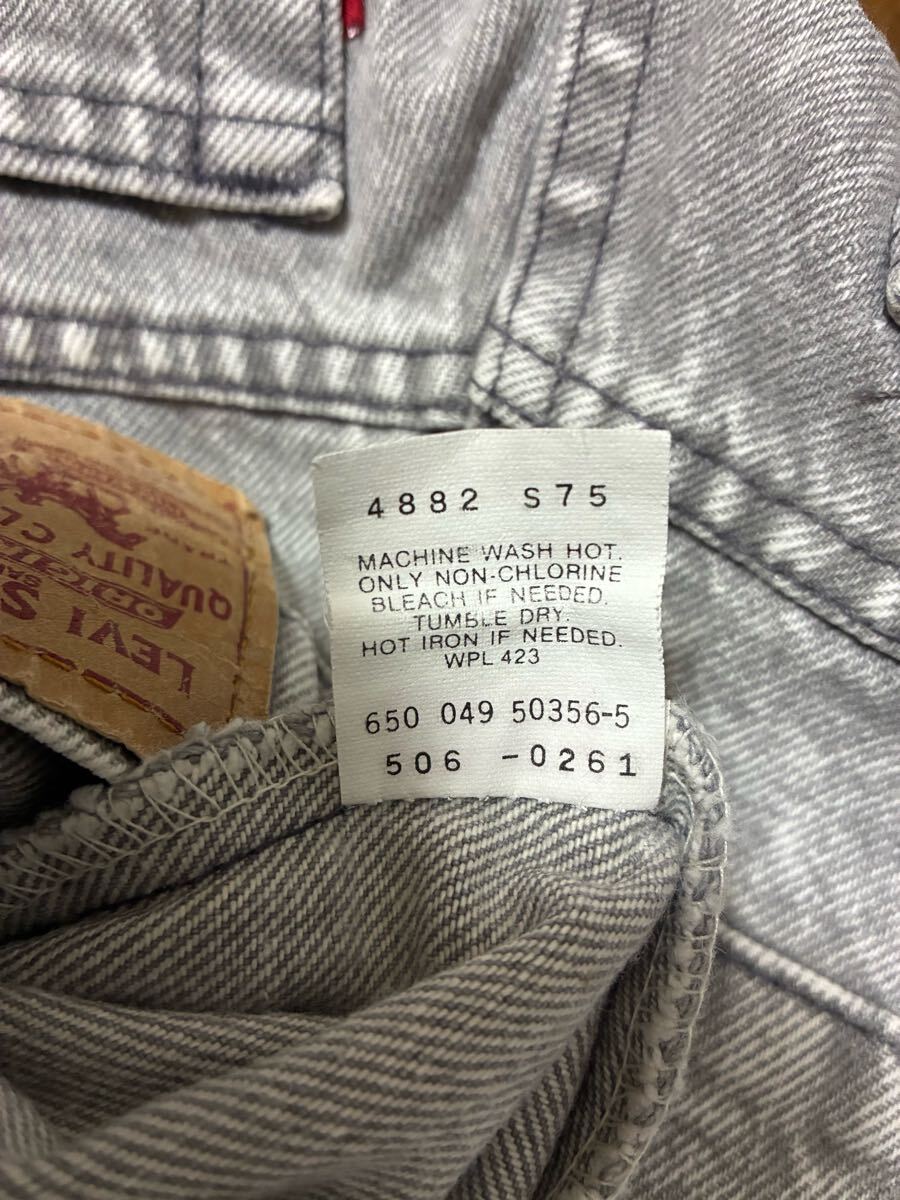 4882 S75
MACHINE WASH HOT.
ONLY NON-CHLORINE
BLEACH IF NEEDED.
TUMBLE DRY.
HOT IRON IF NEEDED.
WPL 423
650 049 50356-5
506 -0261
LEVI S
QUALITY CL